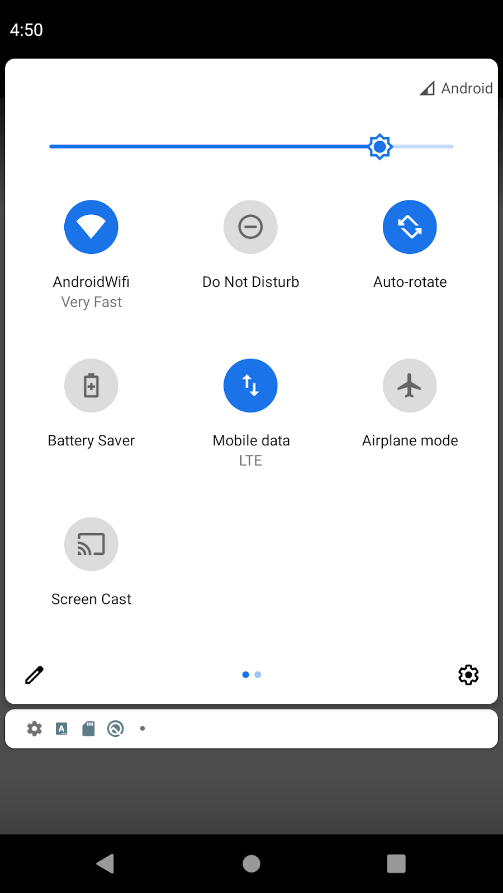 4:50
Android
AndroidWifi
Very Fast
Do Not Disturb
Auto-rotate
Battery Saver
Mobile data
LTE
Airplane mode
Screen Cast
A